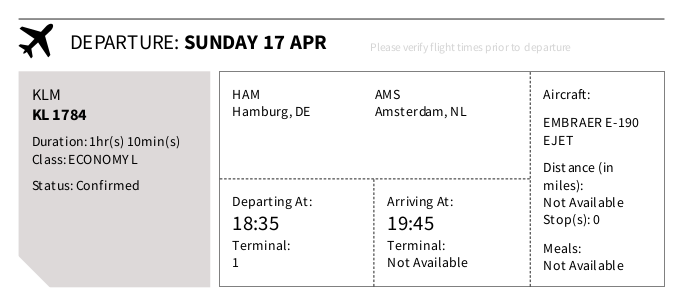 DEPARTURE: SUNDAY 17 APR
Please verify flight times prior to departure
KLM
KL 1784
Duration: 1hr(s) 10min(s)
Class: ECONOMY L
Status: Confirmed
HAM
Hamburg, DE
AMS
Amsterdam, NL
Departing At:
18:35
Terminal:
1
Arriving At:
19:45
Terminal:
Not Available
Aircraft:
EMBRAER E-190
EJET
Distance (in
miles):
Not Available
Stop(s): 0
Meals:
Not Available